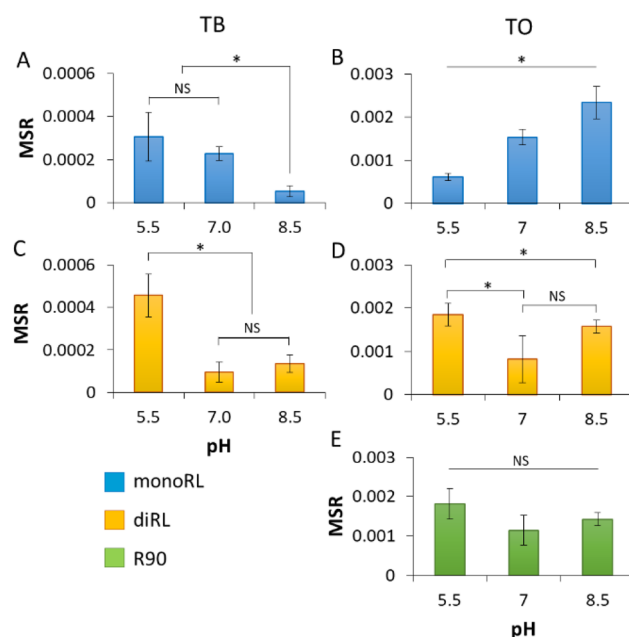 TB
TO
A
0.0006
0.0004
0.0002
0
MSR
NS
*
5.5 7.0 8.5
B
0.003
0.002
0.001
0
*
5.5 7 8.5
C
0.0006
0.0004
0.0002
0
MSR
*
NS
5.5 7.0 8.5
pH
D
0.003
0.002
0.001
0
*
*
NS
5.5 7 8.5
monoRL
diRL
R90
E
0.003
0.002
0.001
0
MSR
NS
5.5 7 8.5
pH